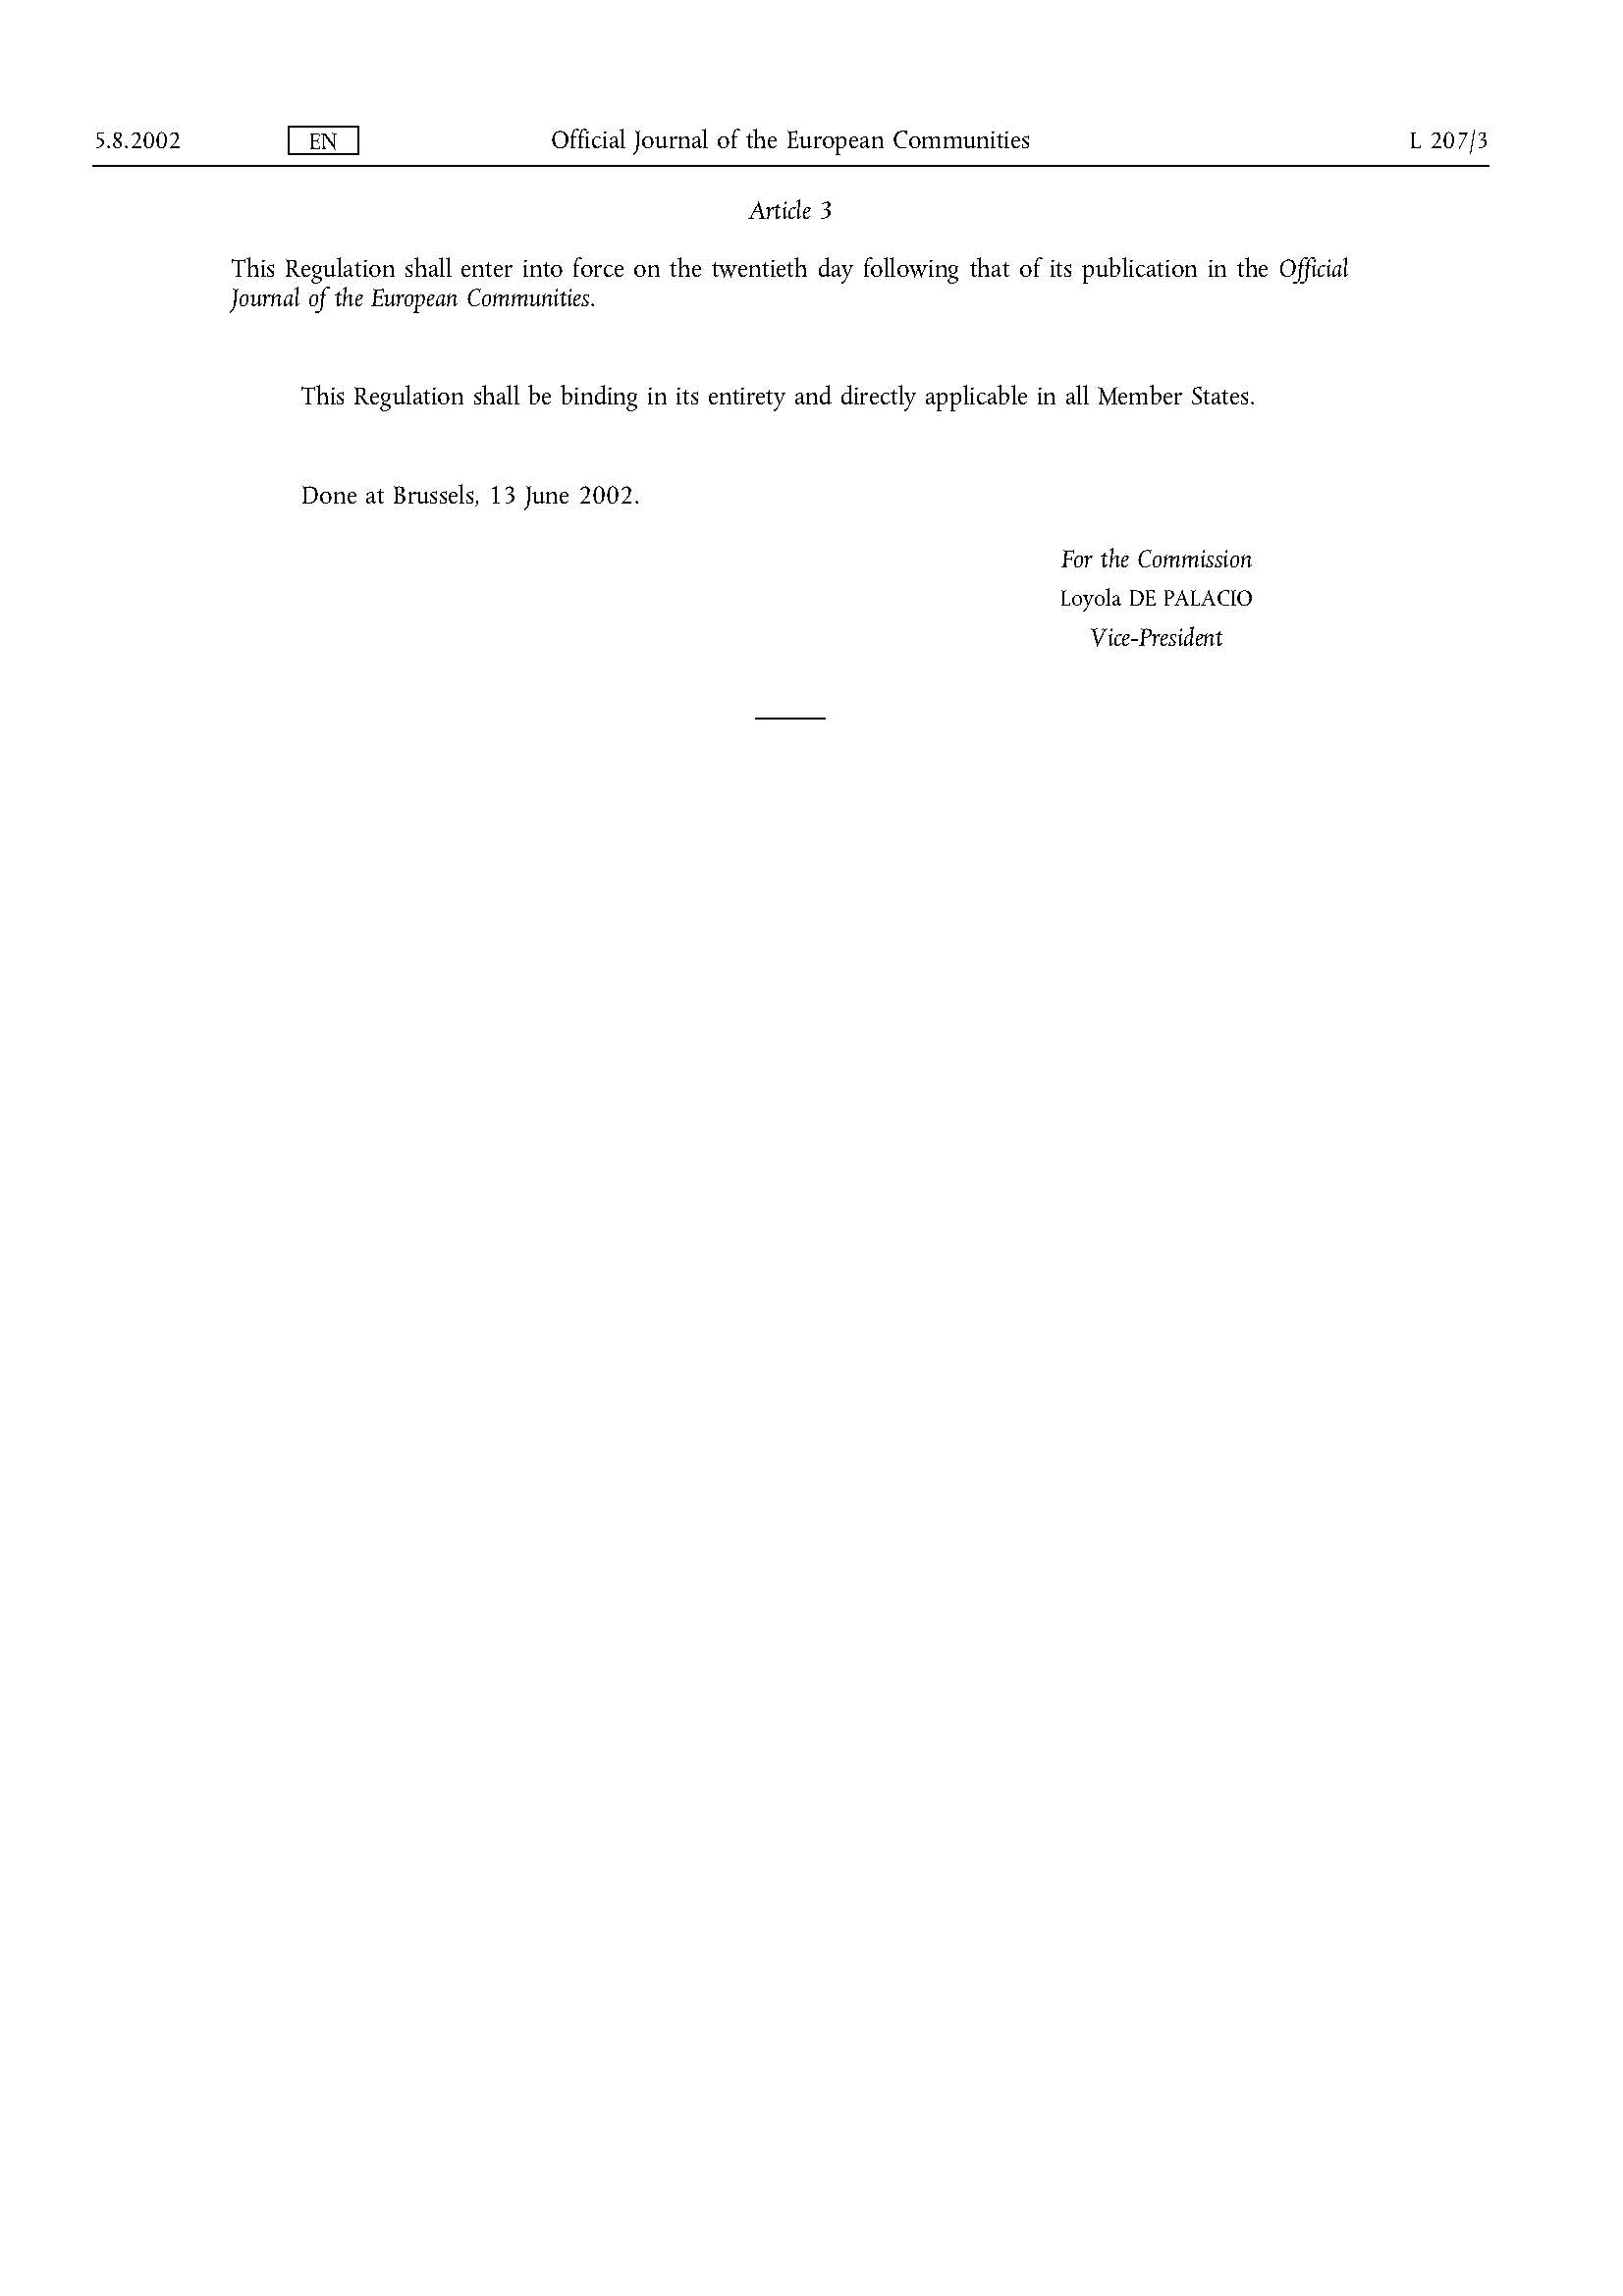 5.8.2002 EN Official Journal of the European Communities L 207/3
Article 3
This Regulation shall enter into force on the twentieth day following that of its publication in the Official
Journal of the European Communities.
This Regulation shall be binding in its entirety and directly applicable in all Member States.
Done at Brussels, 13 June 2002.
For the Commission
Loyola DE PALACIO
Vice-President